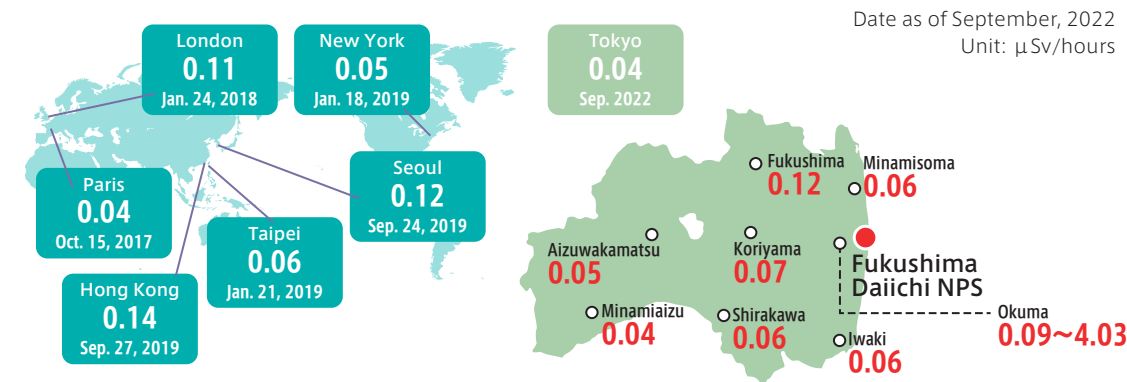 Date as of September, 2022
Unit: μSv/hours
London
0.11
Jan. 24, 2018
New York
0.05
Jan. 18, 2019
Tokyo
0.04
Sep. 2022
Paris
0.04
Oct. 15, 2017
Seoul
0.12
Sep. 24, 2019
Taipei
0.06
Jan. 21, 2019
Hong Kong
0.14
Sep. 27, 2019
Fukushima
0.12
Minamisoma
0.06
Aizuwakamatsu
0.05
Koriyama
0.07
Fukushima
Daiichi NPS
Minamiaizu
0.04
Shirakawa
0.06
Iwaki
0.06
Okuma
0.09～4.03